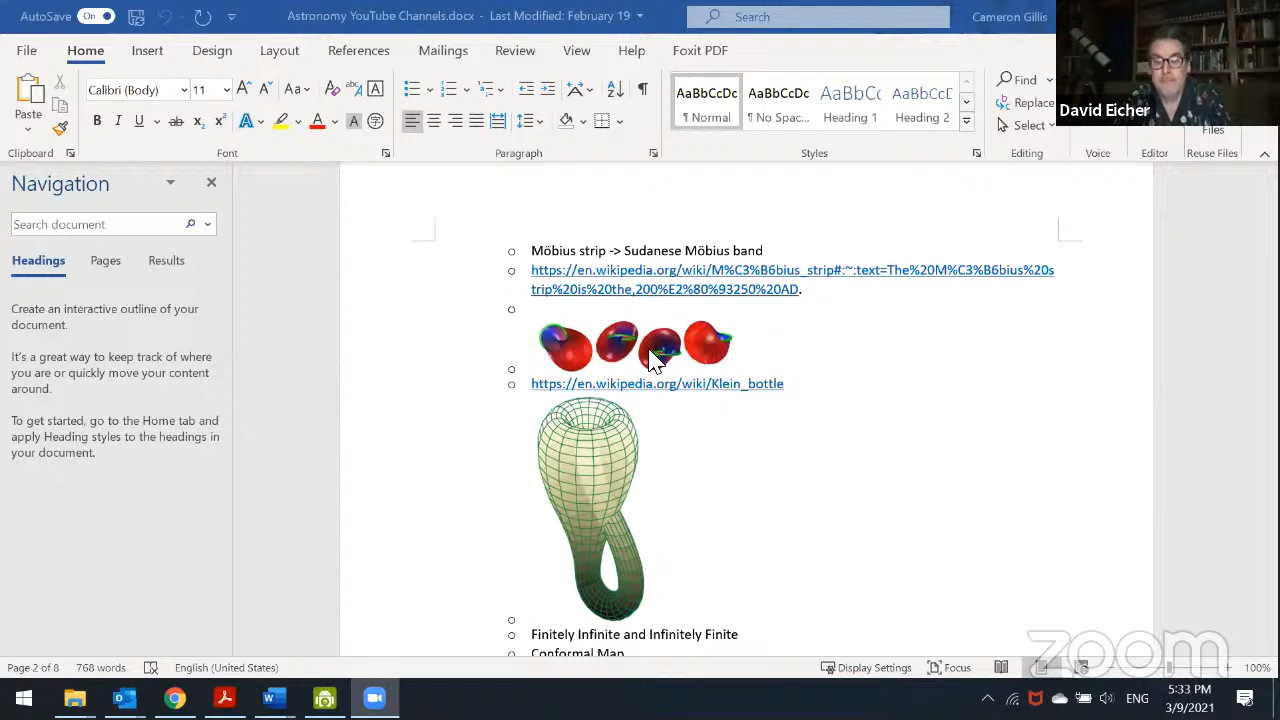 AutoSave On Astronomy YouTube Channels.docx - Last Modified: February 19 Search Cameron Gillis
File Home Insert Design Layout References Mailings Review View Help Foxit PDF
David Eicher
Paste
Calibri (Body) 11
Aa
B I U ab x2 x2 A A A
AaBbCcDc AaBbCcDc AaBbCc AaBbCcD
¶ Normal ¶ No Spac... Heading 1 Heading 2
Find
Replace
Select
Files
Clipboard Font Paragraph Styles Editing Voice Editor Reuse Files
Navigation
Search document
Headings Pages Results
Create an interactive outline of your
document.
It's a great way to keep track of where
you are or quickly move your content
around.
To get started, go to the Home tab and
apply Heading styles to the headings in
your document.
Möbius strip -> Sudanese Möbius band
https://en.wikipedia.org/wiki/M%C3%B6bius_strip#:~:text=The%20M%C3%B6bius%20s
trip%20is%20the,200%E2%80%93250%20AD.
https://en.wikipedia.org/wiki/Klein_bottle
Finitely Infinite and Infinitely Finite
Conformal Map
zoom
Page 2 of 8 768 words English (United States) Display Settings Focus 100%
ENG
5:33 PM
3/9/2021